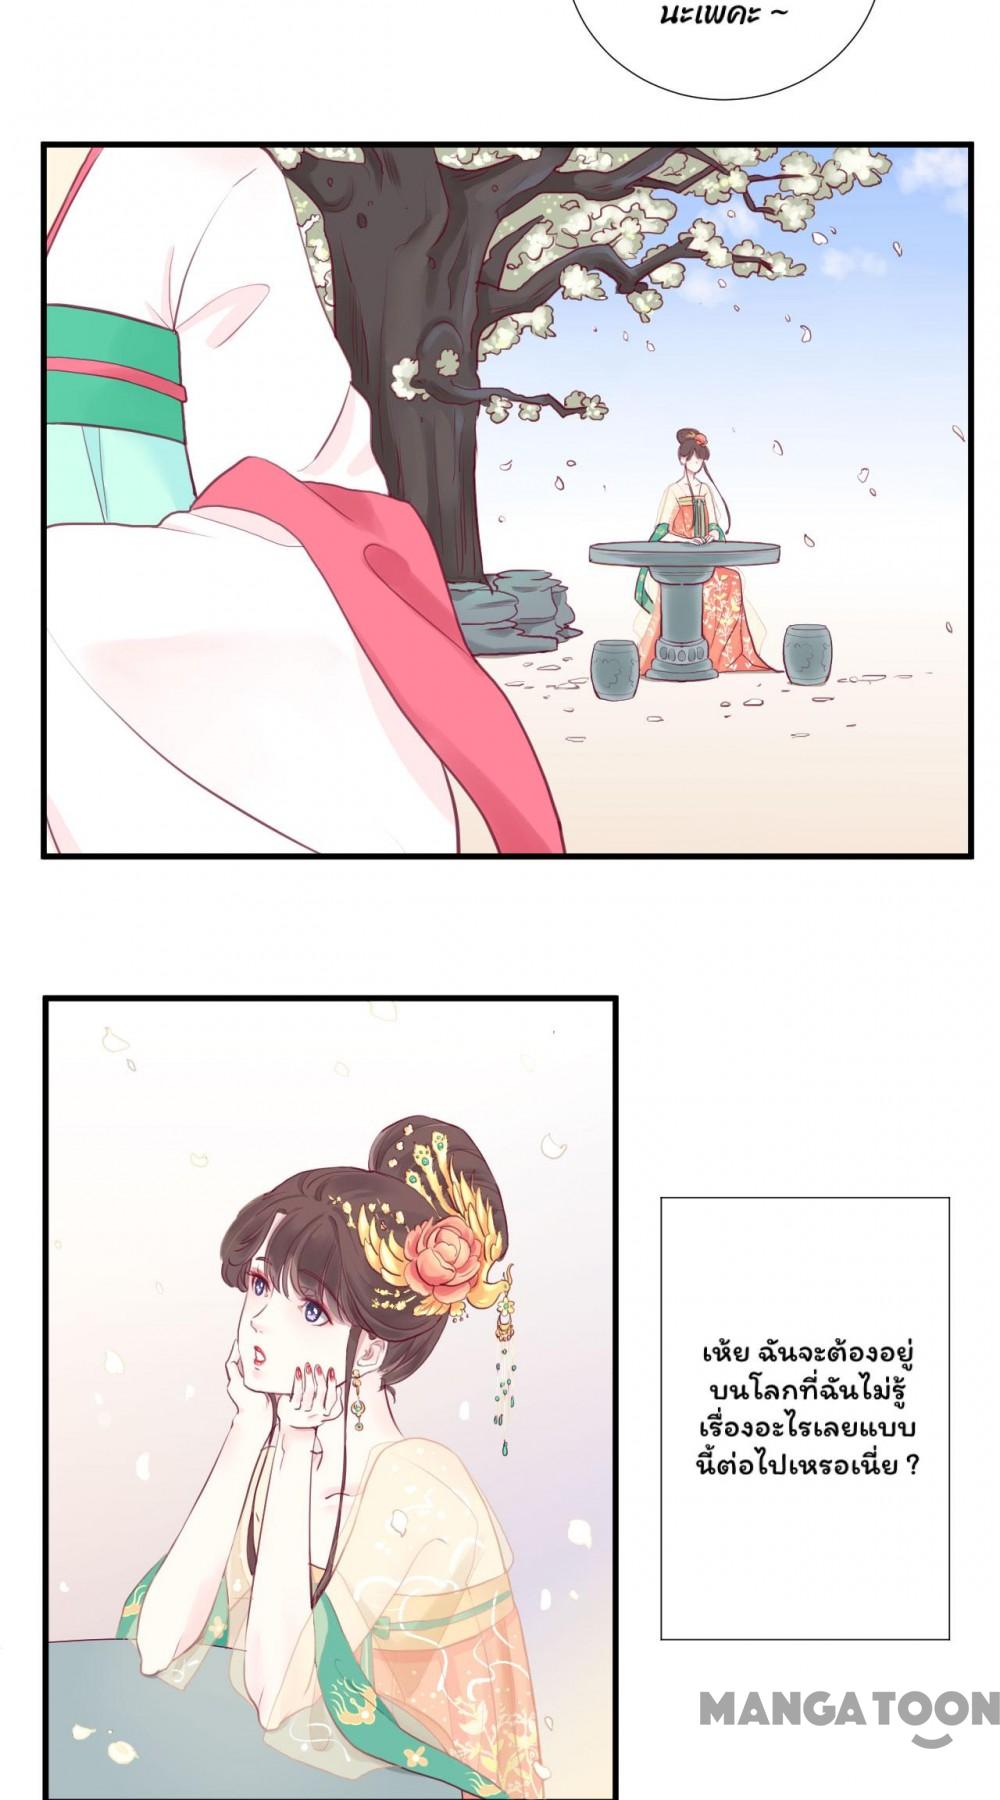 นะเพคะ ~
เห้ย ฉันจะต้องอยู่
บนโลกที่ฉันไม่รู้
เรื่องอะไรเลยแบบ
นี้ต่อไปเหรอเนี่ย ?
MANGATOON